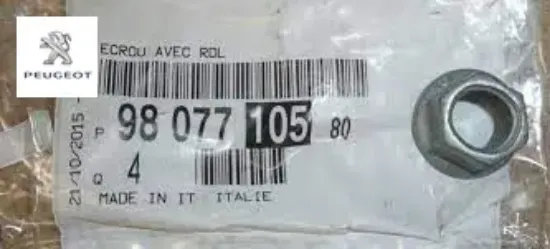 PEUGEOT
ECROU AVEC RDL
P 98 077 105 80
Q 4
MADE IN IT ITALIE
21/10/2015